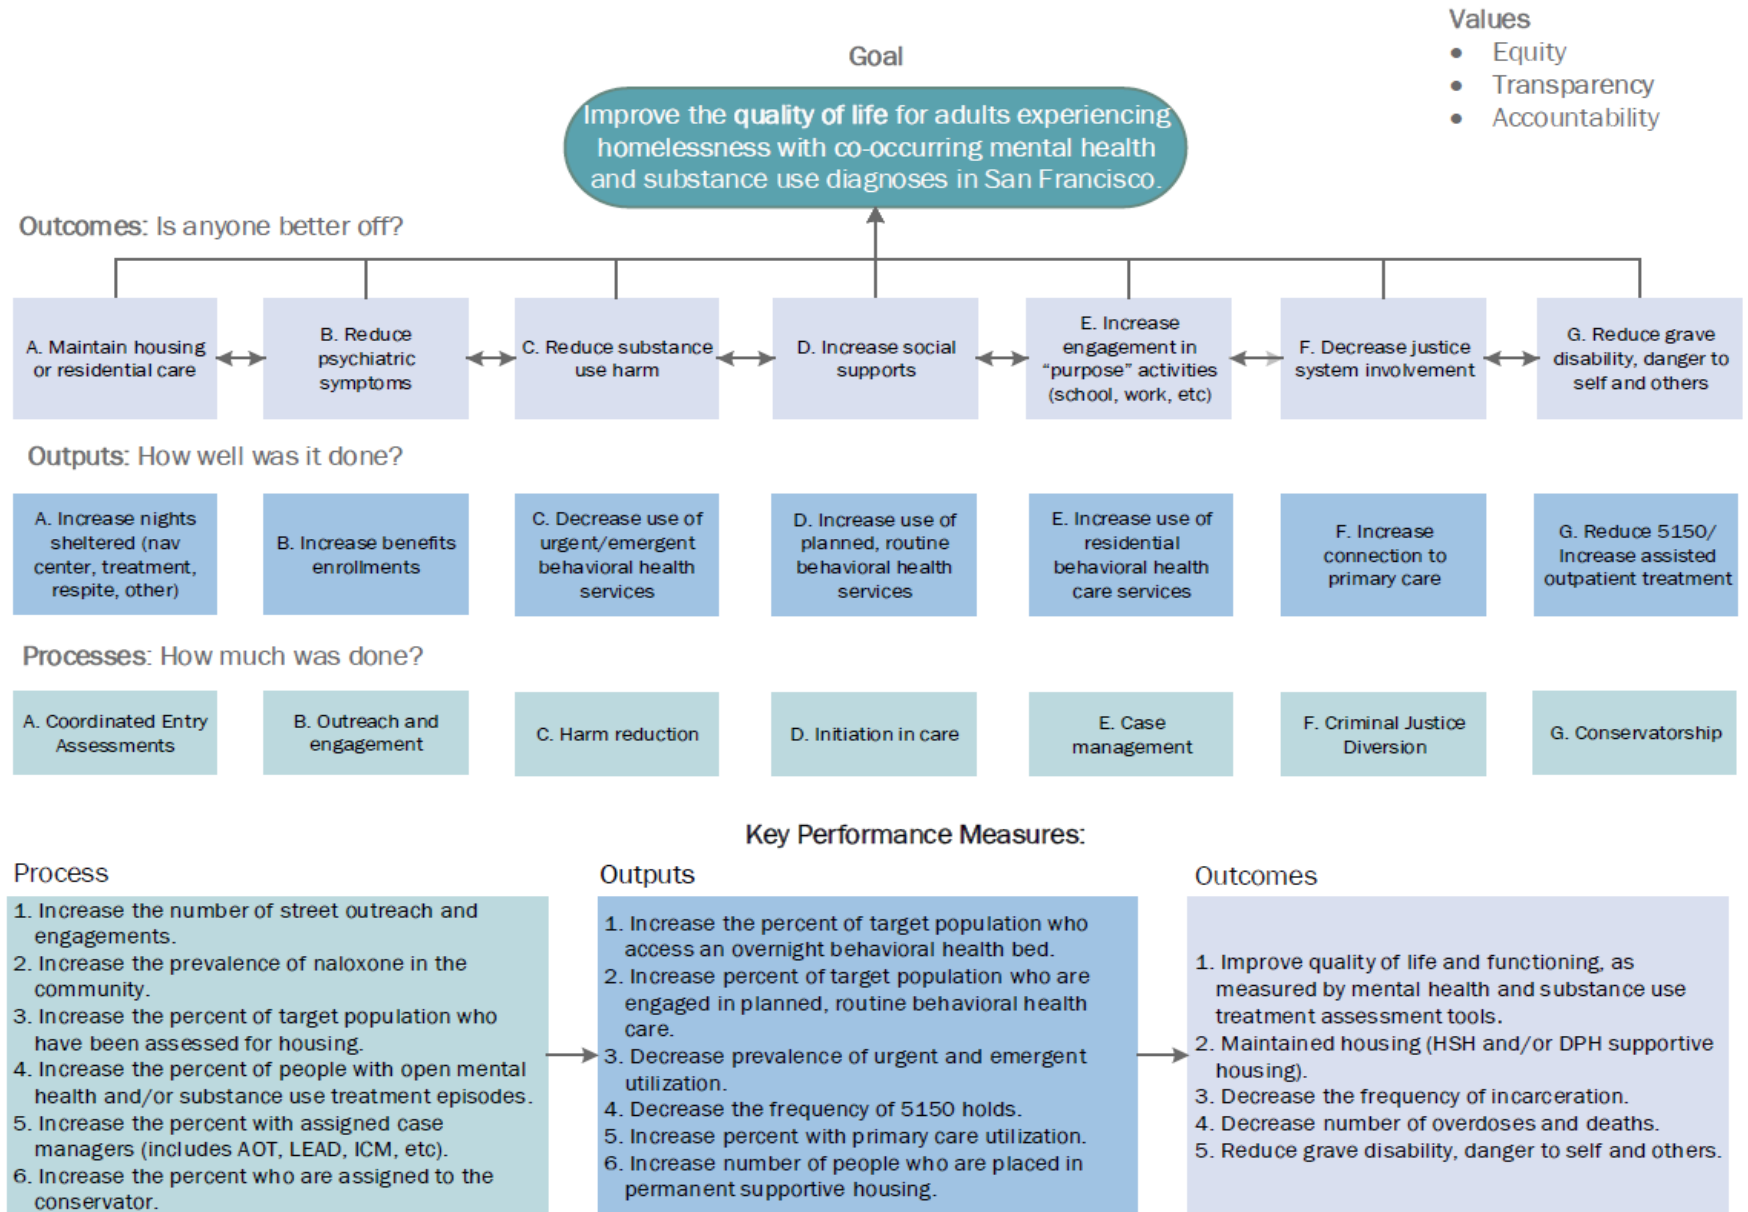 Values
• Equity
• Transparency
• Accountability
Goal
Improve the quality of life for adults experiencing
homelessness with co-occurring mental health
and substance use diagnoses in San Francisco.
Outcomes: Is anyone better off?
A. Maintain housing
or residential care
B. Reduce
psychiatric
symptoms
C. Reduce substance
use harm
D. Increase social
supports
E. Increase
engagement in
“purpose” activities
(school, work, etc)
F. Decrease justice
system involvement
G. Reduce grave
disability, danger to
self and others
Outputs: How well was it done?
A. Increase nights
sheltered (nav
center, treatment,
respite, other)
B. Increase benefits
enrollments
C. Decrease use of
urgent/emergent
behavioral health
services
D. Increase use of
planned, routine
behavioral health
services
E. Increase use of
residential
behavioral health
care services
F. Increase
connection to
primary care
G. Reduce 5150/
Increase assisted
outpatient treatment
Processes: How much was done?
A. Coordinated Entry
Assessments
B. Outreach and
engagement
C. Harm reduction
D. Initiation in care
E. Case
management
F. Criminal Justice
Diversion
G. Conservatorship
Key Performance Measures:
Process
1. Increase the number of street outreach and
engagements.
2. Increase the prevalence of naloxone in the
community.
3. Increase the percent of target population who
have been assessed for housing.
4. Increase the percent of people with open mental
health and/or substance use treatment episodes.
5. Increase the percent with assigned case
managers (includes AOT, LEAD, ICM, etc).
6. Increase the percent who are assigned to the
conservator.
Outputs
1. Increase the percent of target population who
access an overnight behavioral health bed.
2. Increase percent of target population who are
engaged in planned, routine behavioral health
care.
3. Decrease prevalence of urgent and emergent
utilization.
4. Decrease the frequency of 5150 holds.
5. Increase percent with primary care utilization.
6. Increase number of people who are placed in
permanent supportive housing.
Outcomes
1. Improve quality of life and functioning, as
measured by mental health and substance use
treatment assessment tools.
2. Maintained housing (HSH and/or DPH supportive
housing).
3. Decrease the frequency of incarceration.
4. Decrease number of overdoses and deaths.
5. Reduce grave disability, danger to self and others.